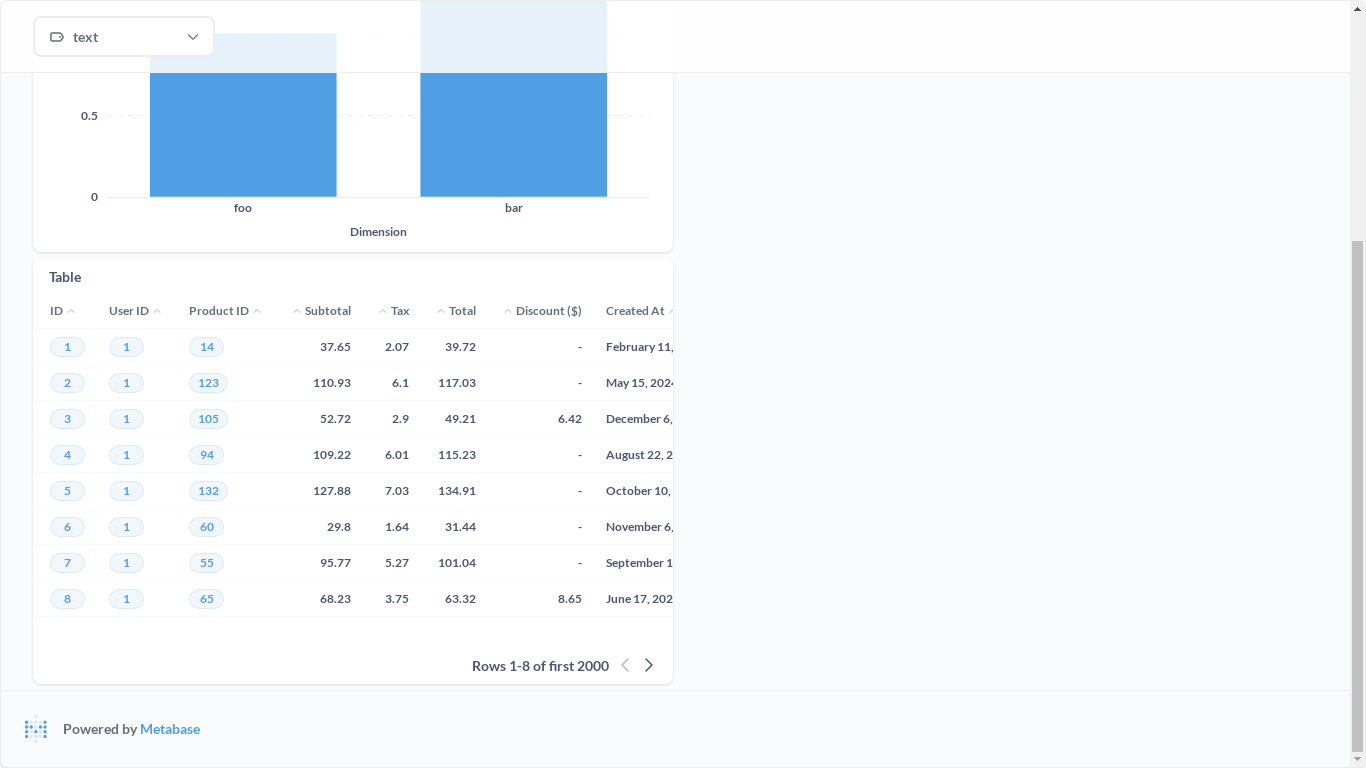 text
0.5
0
foo bar
Dimension
Table
ID User ID Product ID Subtotal Tax Total Discount ($) Created At
1 1 14 37.65 2.07 39.72 - February 11,
2 1 123 110.93 6.1 117.03 - May 15, 2024
3 1 105 52.72 2.9 49.21 6.42 December 6,
4 1 94 109.22 6.01 115.23 - August 22, 2
5 1 132 127.88 7.03 134.91 - October 10,
6 1 60 29.8 1.64 31.44 - November 6,
7 1 55 95.77 5.27 101.04 - September 1
8 1 65 68.23 3.75 63.32 8.65 June 17, 202
Rows 1-8 of first 2000
Powered by Metabase